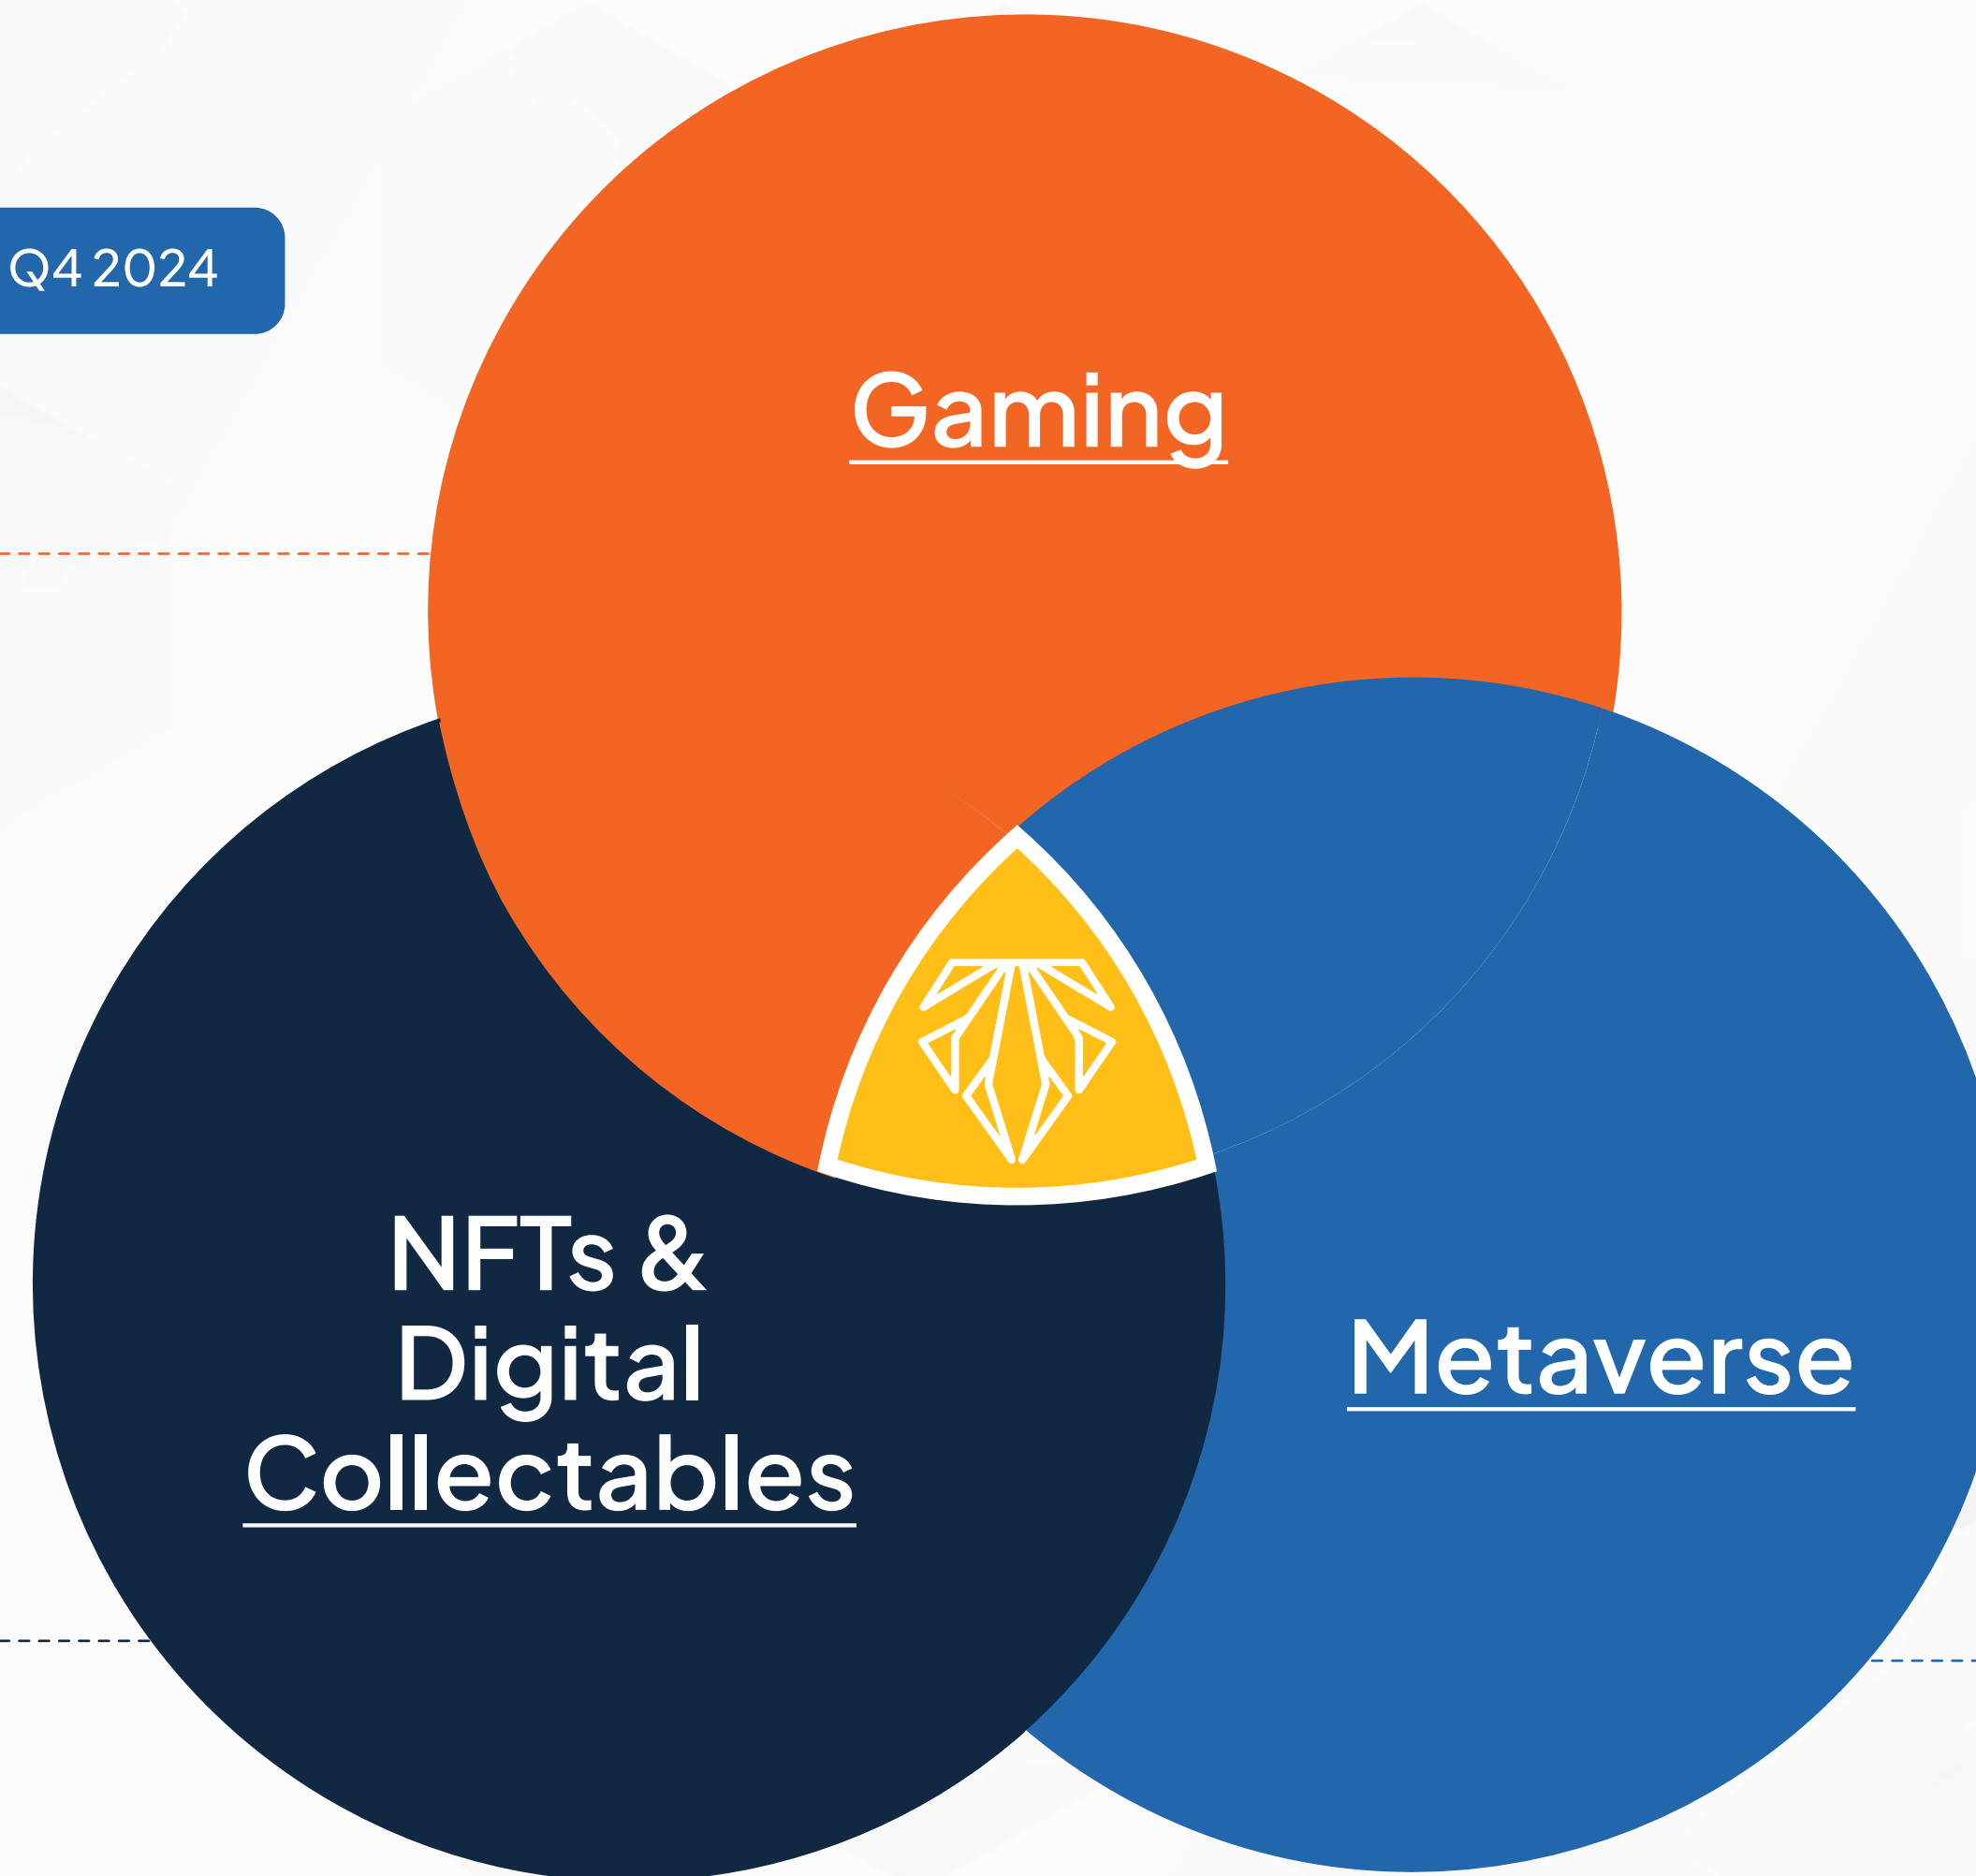 Q4 2024
Gaming
NFTs &
Digital
Collectables
Metaverse